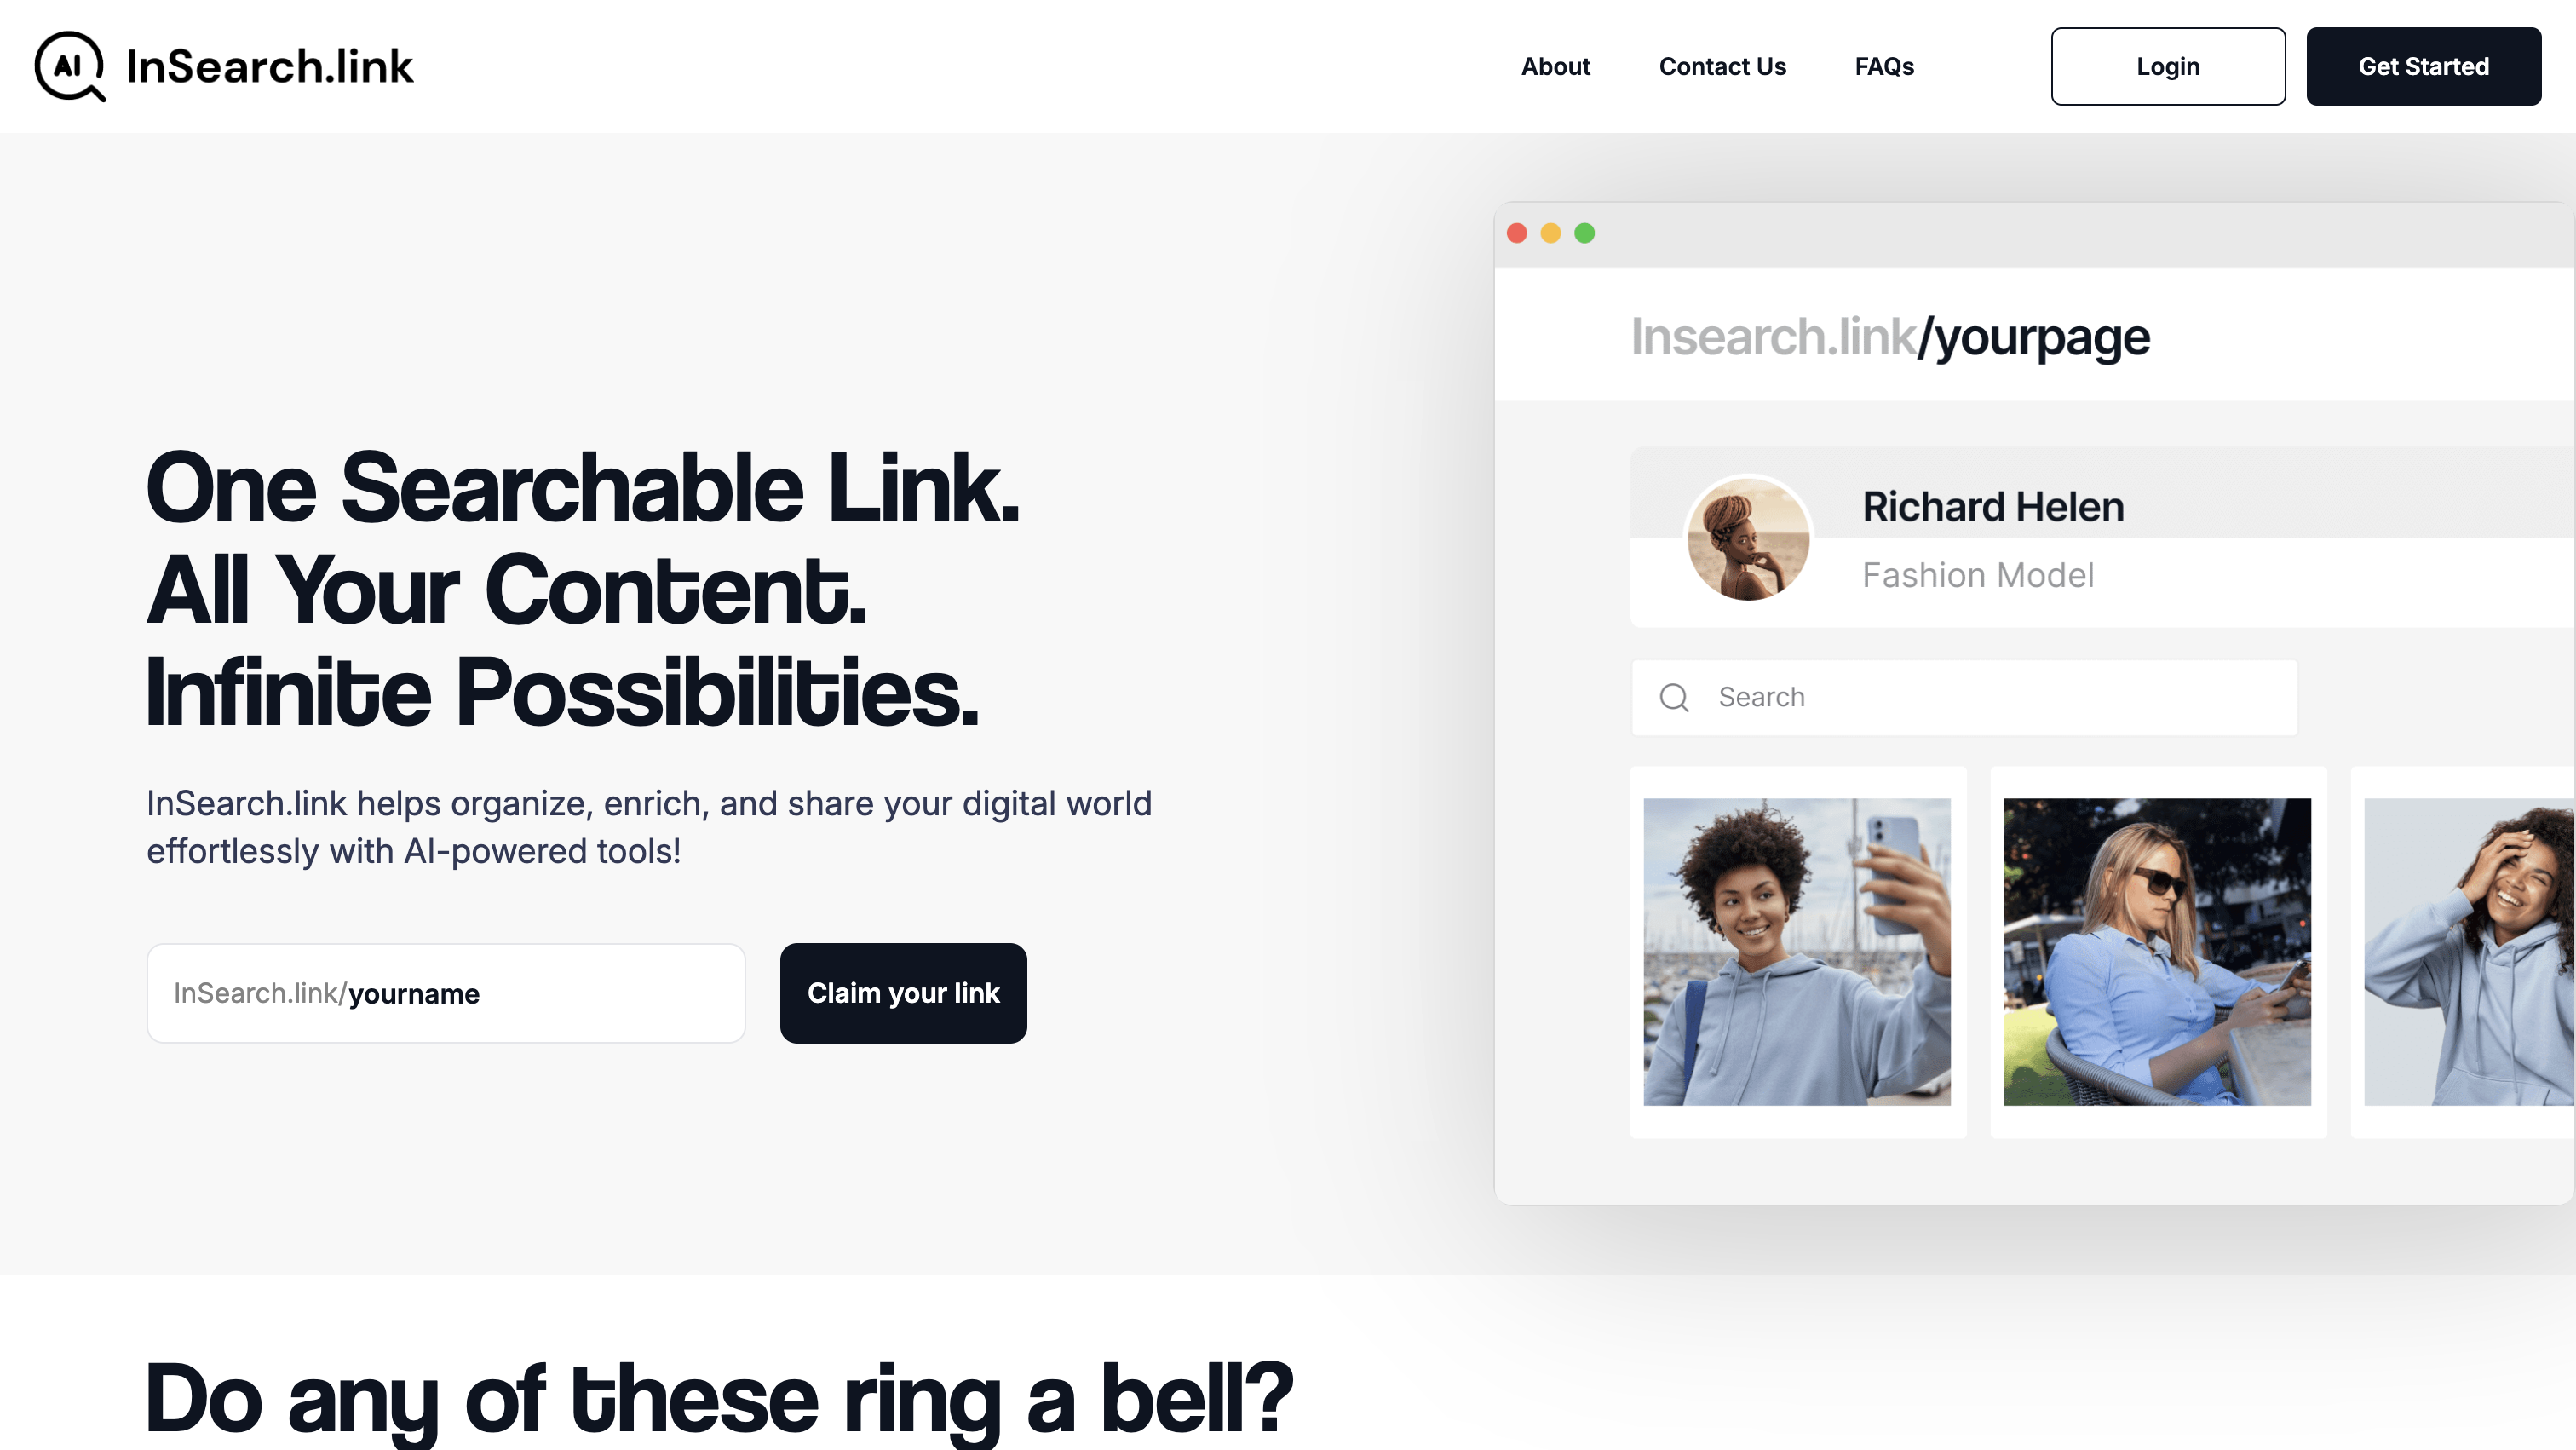 AI InSearch.link
About
Contact Us
FAQs
Login
Get Started
One Searchable Link.
All Your Content.
Infinite Possibilities.
InSearch.link helps organize, enrich, and share your digital world
effortlessly with AI-powered tools!
InSearch.link/yourname
Claim your link
Insearch.link/yourpage
Richard Helen
Fashion Model
Search
Do any of these ring a bell?